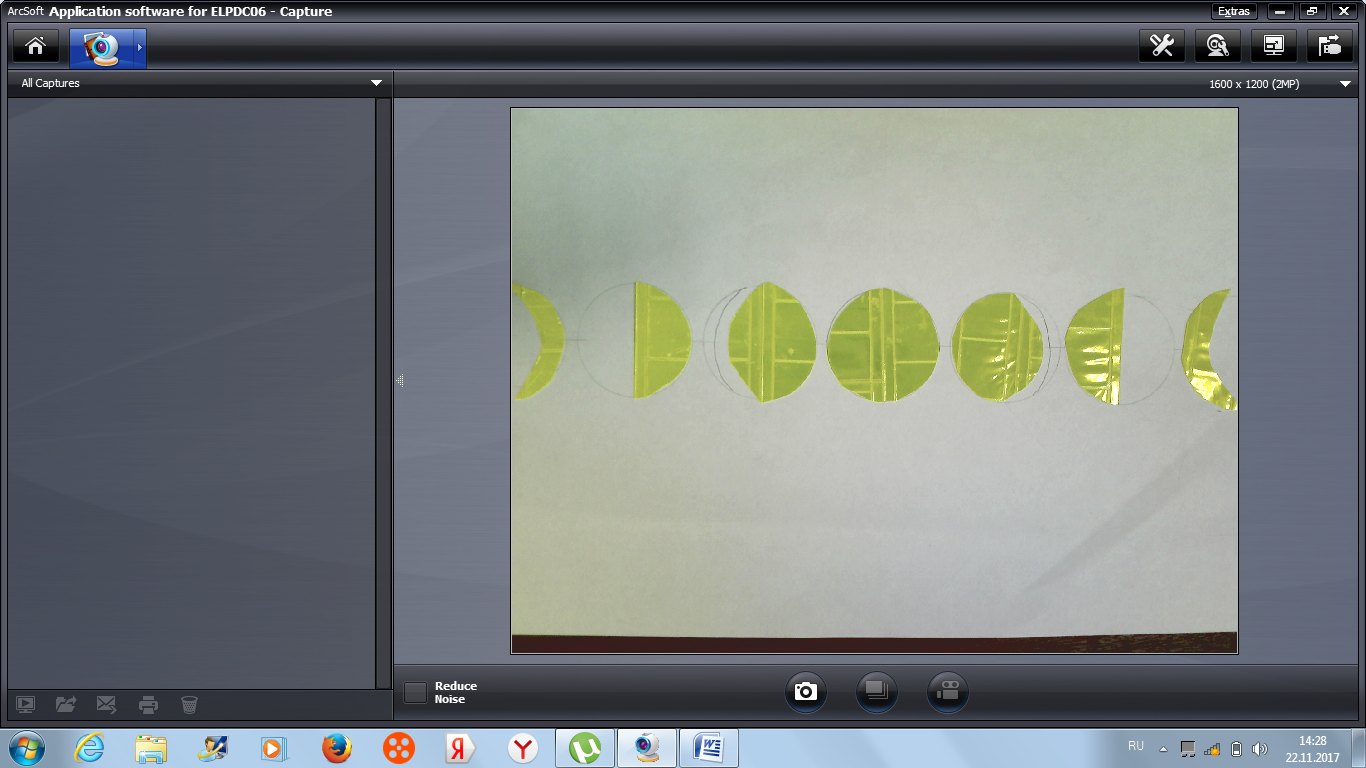 ArcSoft Application software for ELPDC06 - Capture
Extras
All Captures
1600 x 1200 (2MP)
Reduce
Noise
RU
14:28
22.11.2017